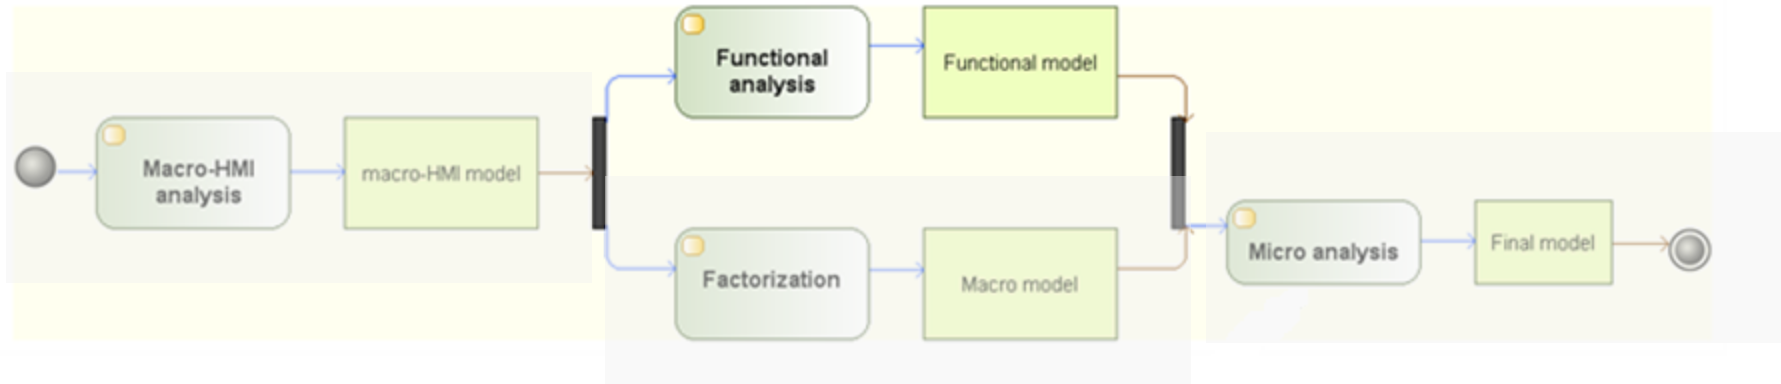 Macro-HMI
analysis
macro-HMI model
Functional
analysis
Functional model
Factorization
Macro model
Micro analysis
Final model